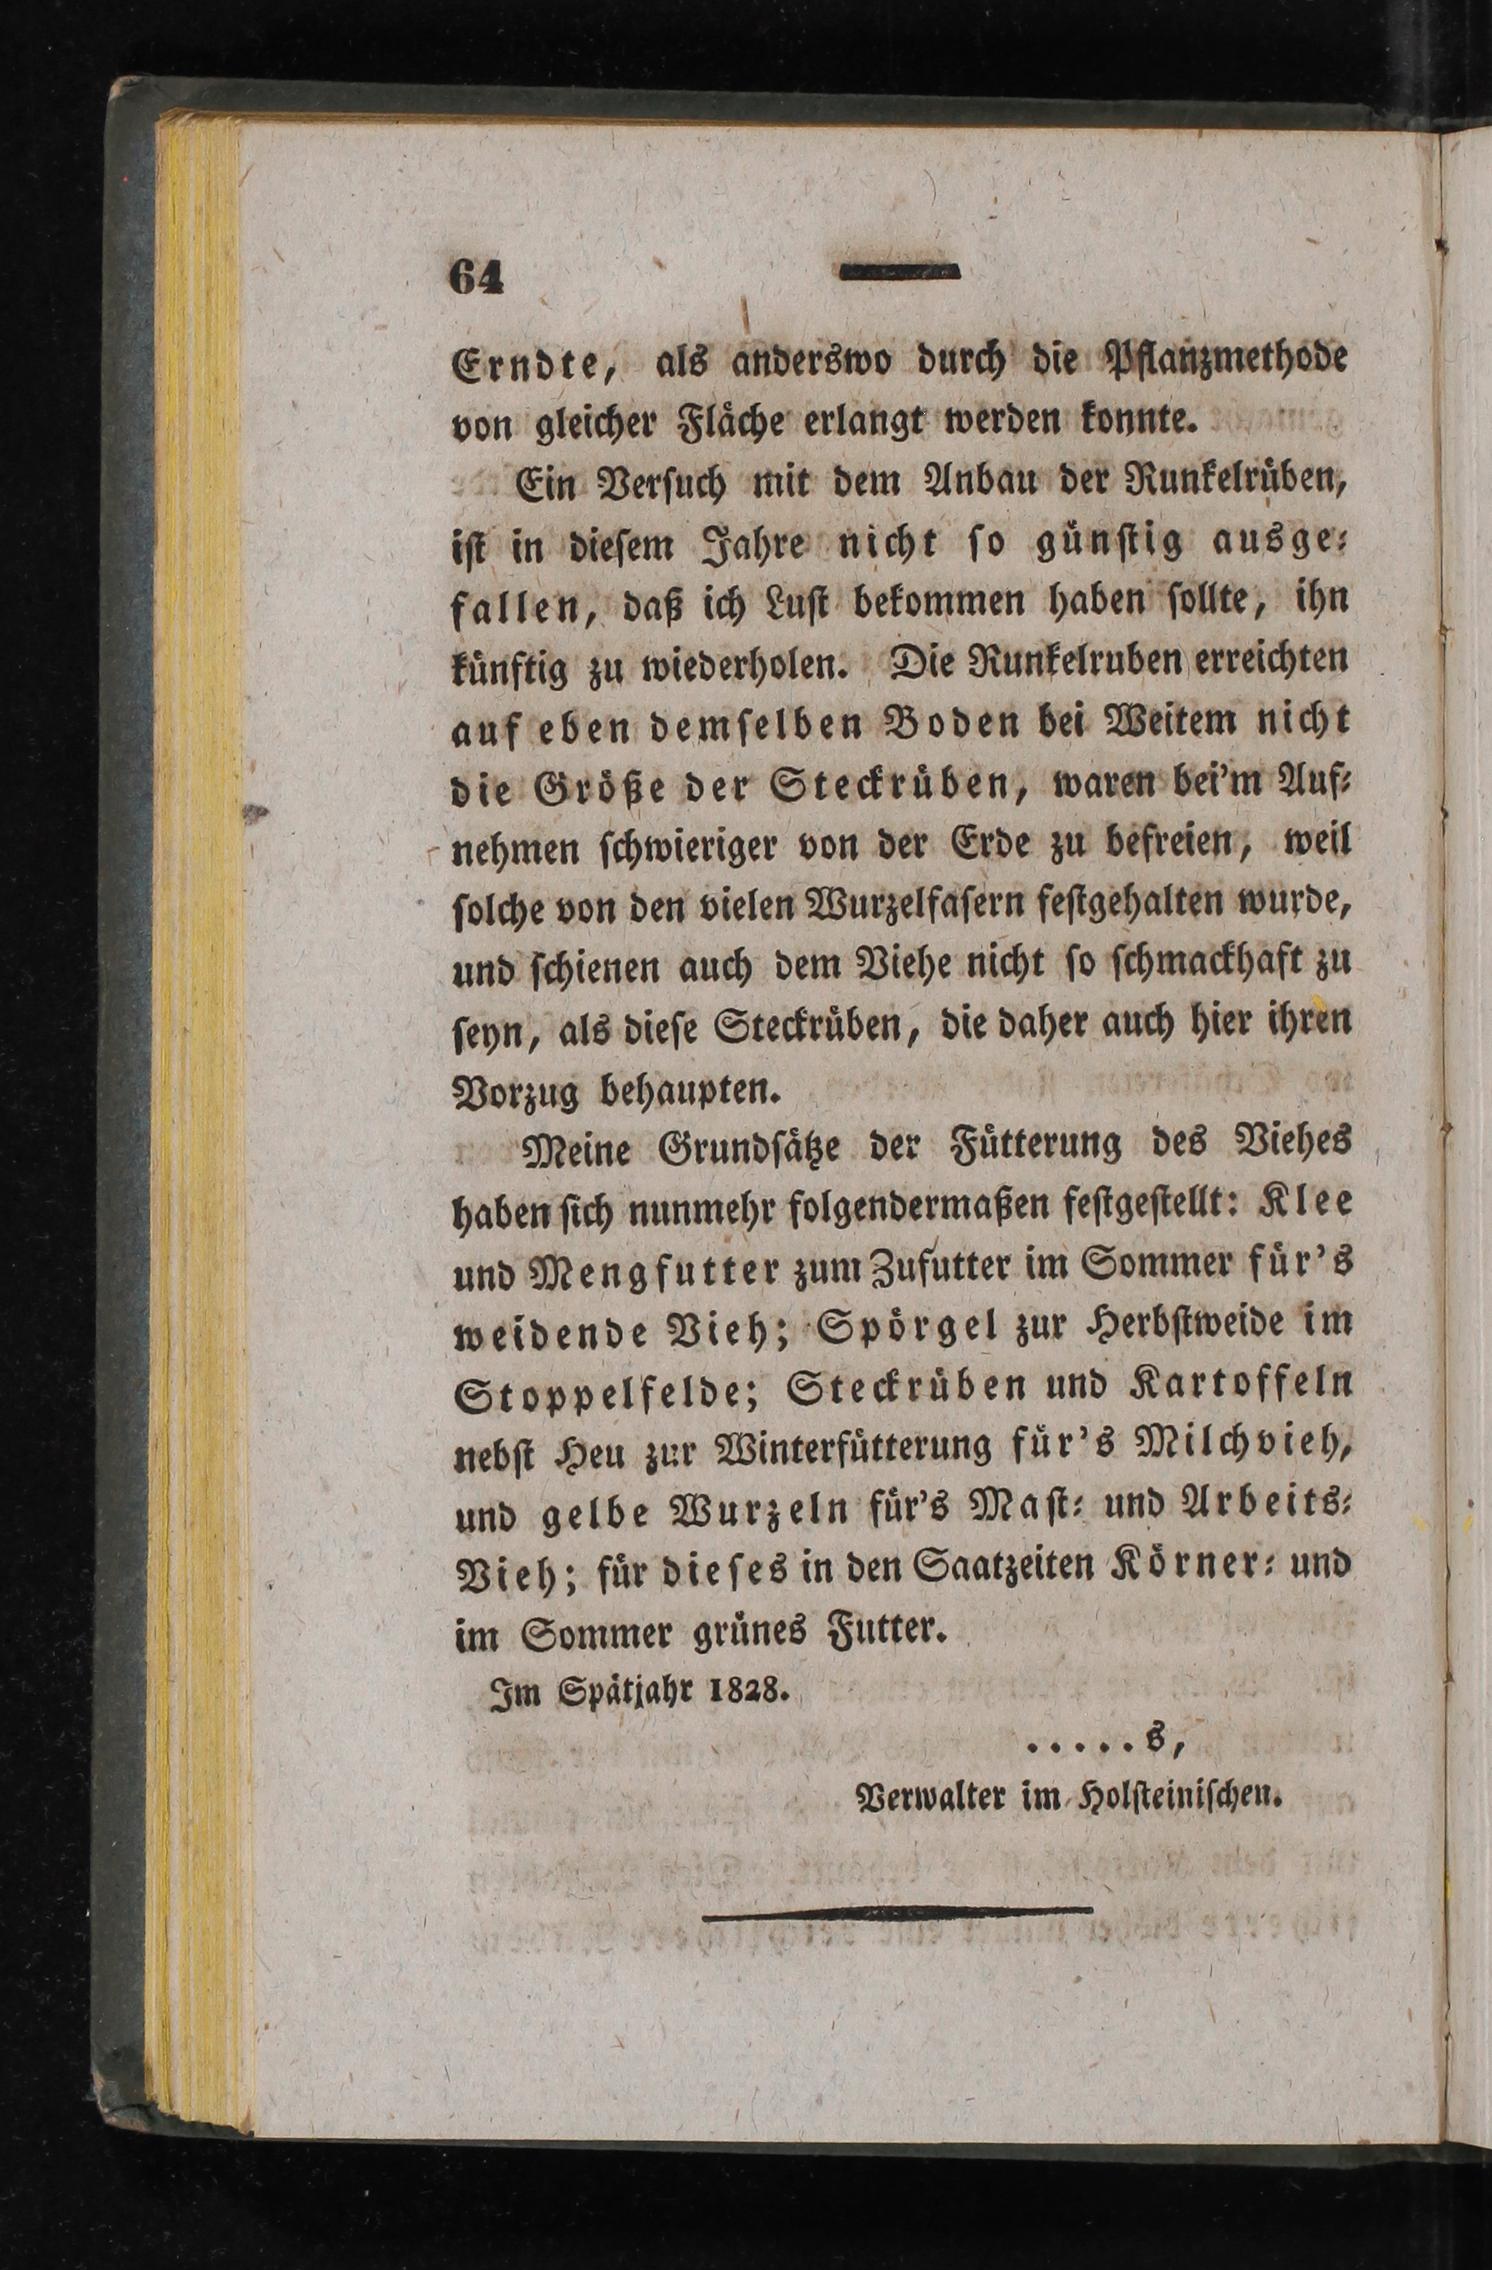 64
Erndte, als anderswo durch die Pflanzmethode
von gleicher Fläche erlangt werden konnte.
Ein Verſuch mit dem Anbau der Runkelrüben,
iſt in dieſem Jahre nicht ſo günſtig ausge⸗
fallen, daß ich Luſt bekommen haben ſollte, ihn
künftig zu wiederholen. Die Runkelruben erreichten
auf eben demſelben Boden bei Weitem nicht
die Größe der Steckrüben, waren bei'm Auf⸗
nehmen ſchwieriger von der Erde zu befreien, weil
ſolche von den vielen Wurzelfaſern feſtgehalten wurde,
und ſchienen auch dem Viehe nicht ſo ſchmackhaft zu
ſeyn, als dieſe Steckrüben, die daher auch hier ihren
Vorzug behaupten.
Meine Grundſätze der Fütterung des Viehes
haben ſich nunmehr folgendermaßen feſtgeſtellt: Klee
und Mengfutter zum Zufutter im Sommer für's
weidende Vieh; Spörgel zur Herbſtweide im
Stoppelfelde; Steckrüben und Kartoffeln
nebſt Heu zur Winterfütterung für's Milchvieh,
und gelbe Wurzeln für's Maſt⸗ und Arbeits⸗
Vieh; für dieſes in den Saatzeiten Körner⸗ und
im Sommer grünes Futter.
Im Spätjahr 1828.
.....s,
Verwalter im Holſteiniſchen.